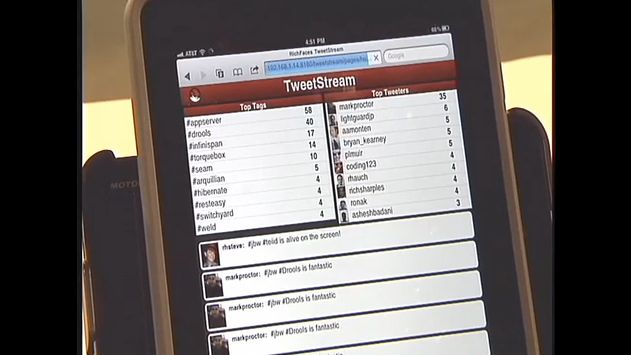 AT&T
4:51 PM
RichFaces TweetStream
Google
TweetStream
Top Tags
#appserver 58
#drools 40
#infinispan 17
#torquebox 14
#seam 10
#arquillian 5
#hibernate 4
#resteasy 4
#switchyard 4
#weld 4
Top Tweeters
markproctor 35
lightguardjp 6
aamonten 5
bryan_kearney 5
plmuir 5
coding123 4
rhauch 4
richsharples 4
ronak 4
asheshbadani 3
rhsteve: #jbw #teiid is alive on the screen!
markproctor: #jbw #Drools is fantastic
markproctor: #jbw #Drools is fantastic
markproctor: #jbw #Drools is fantastic
markproctor: #jbw #Drools is fantastic